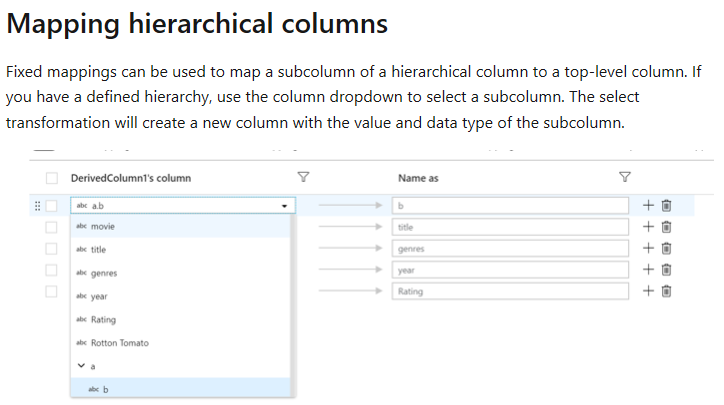 Mapping hierarchical columns
Fixed mappings can be used to map a subcolumn of a hierarchical column to a top-level column. If
you have a defined hierarchy, use the column dropdown to select a subcolumn. The select
transformation will create a new column with the value and data type of the subcolumn.
DerivedColumn1's column Name as
abc a.b b
abc movie title
abc title genres
abc genres year
abc year Rating
abc Rating
abc Rotton Tomato
a
abc b